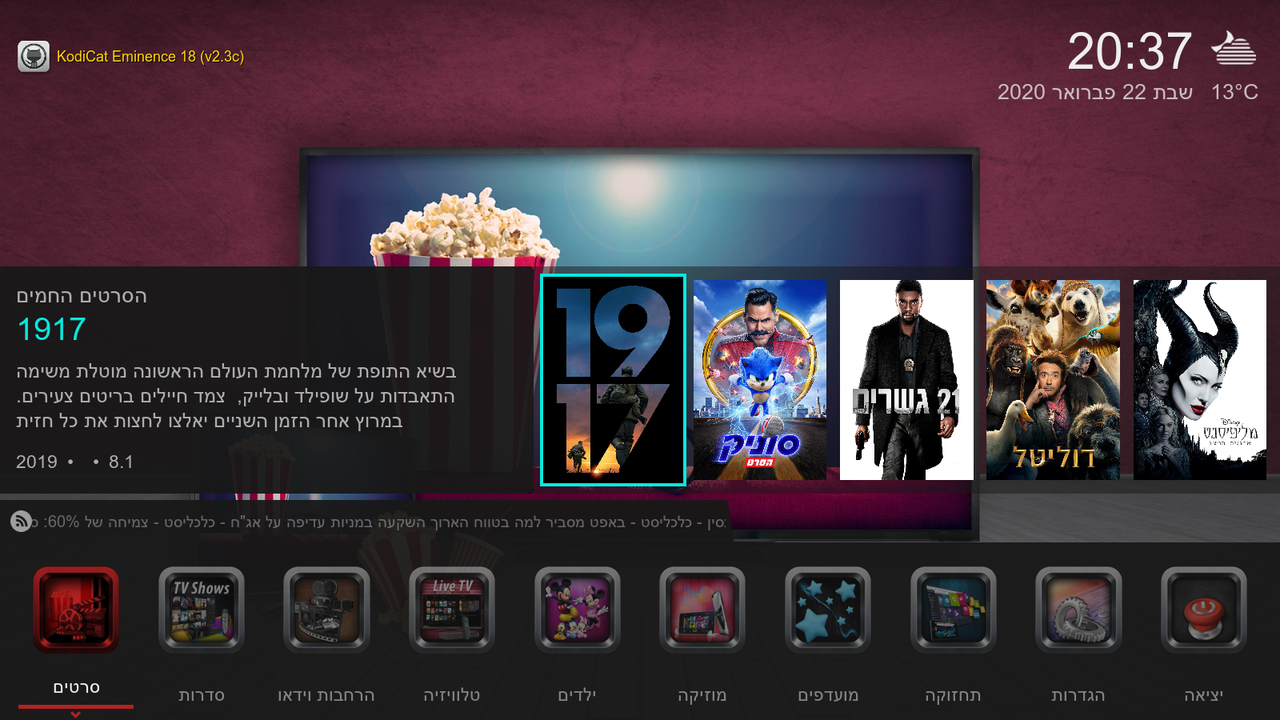 KodiCat Eminence 18 (v2.3c)
20:37
שבת 22 פברואר 2020
13°C
הסרטים החמים
1917
בשיא התופת של מלחמת העולם הראשונה מוטלת משימה
התאבדות על שופילד ובלייק, צמד חיילים בריטים צעירים.
במרוץ אחר הזמן השניים יאלצו לחצות את כל חזית
2019 • • 8.1
19
17
סוניק
הסרט
21 גשרים
דוליטל
Disney
מליפיסנט
סין - כלכליסט - באפט מסביר למה בטווח הארוך השקעה במניות עדיפה על אג"ח - כלכליסט - צמיחה של 60%:
TV Shows
Live TV
סרטים
סדרות
הרחבות וידאו
טלוויזיה
ילדים
מוזיקה
מועדפים
תחזוקה
הגדרות
יציאה